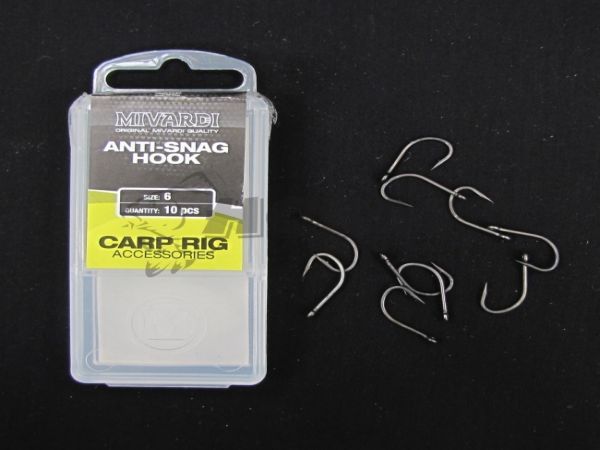 MIVARDI
ORIGINAL MIVARDI QUALITY
ANTI-SNAG
HOOK
SIZE: 6
QUANTITY: 10 pcs
CARP RIG
ACCESSORIES